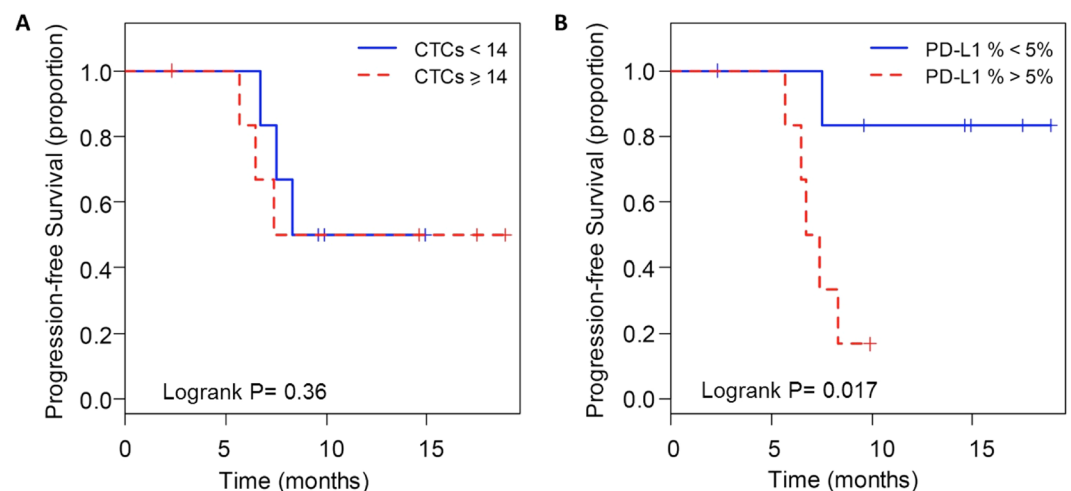 A
Progression-free Survival (proportion)
CTCs < 14
CTCs ⩾ 14
1.0
0.8
0.6
0.4
0.2
0.0
Logrank P= 0.36
0 5 10 15
Time (months)
B
Progression-free Survival (proportion)
PD-L1 % < 5%
PD-L1 % > 5%
1.0
0.8
0.6
0.4
0.2
0.0
Logrank P= 0.017
0 5 10 15
Time (months)